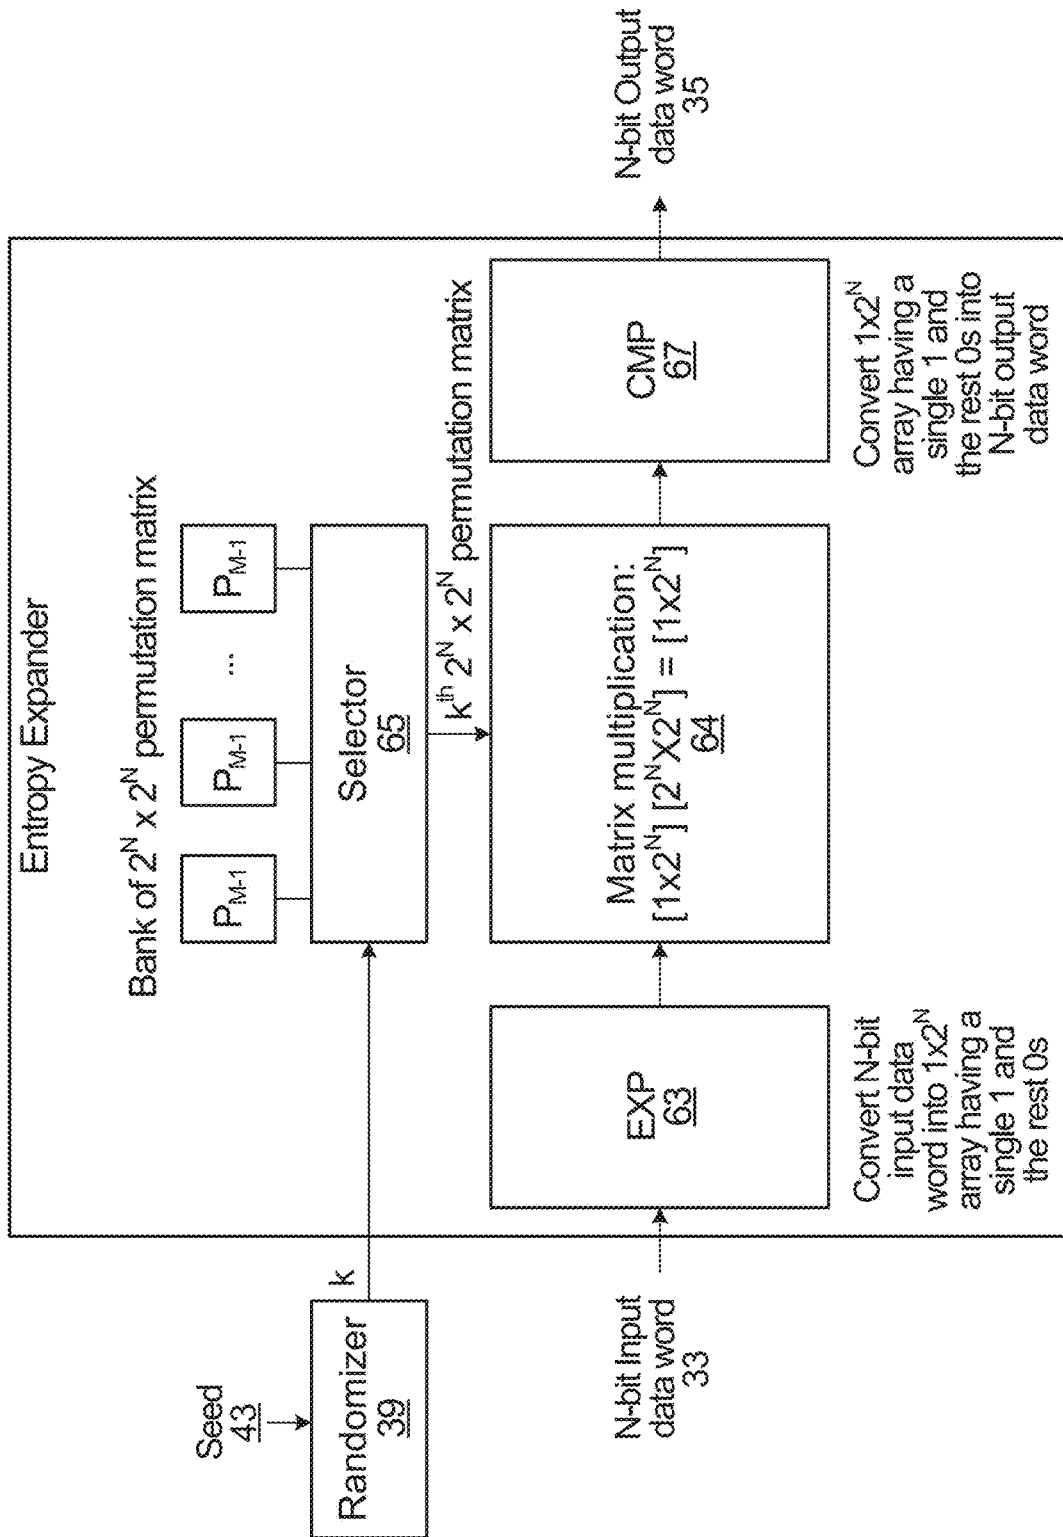 Entropy Expander
Bank of 2^N x 2^N permutation matrix
P_M-1
P_M-1
...
P_M-1
Seed
43
Randomizer
39
k
Selector
65
k^th 2^N x 2^N permutation matrix
N-bit Input
data word
33
EXP
63
Matrix multiplication:
[1x2^N] [2^NX2^N] = [1x2^N]
64
CMP
67
N-bit Output
data word
35
Convert N-bit
input data
word into 1x2^N
array having a
single 1 and
the rest 0s
Convert 1x2^N
array having a
single 1 and
the rest 0s into
N-bit output
data word